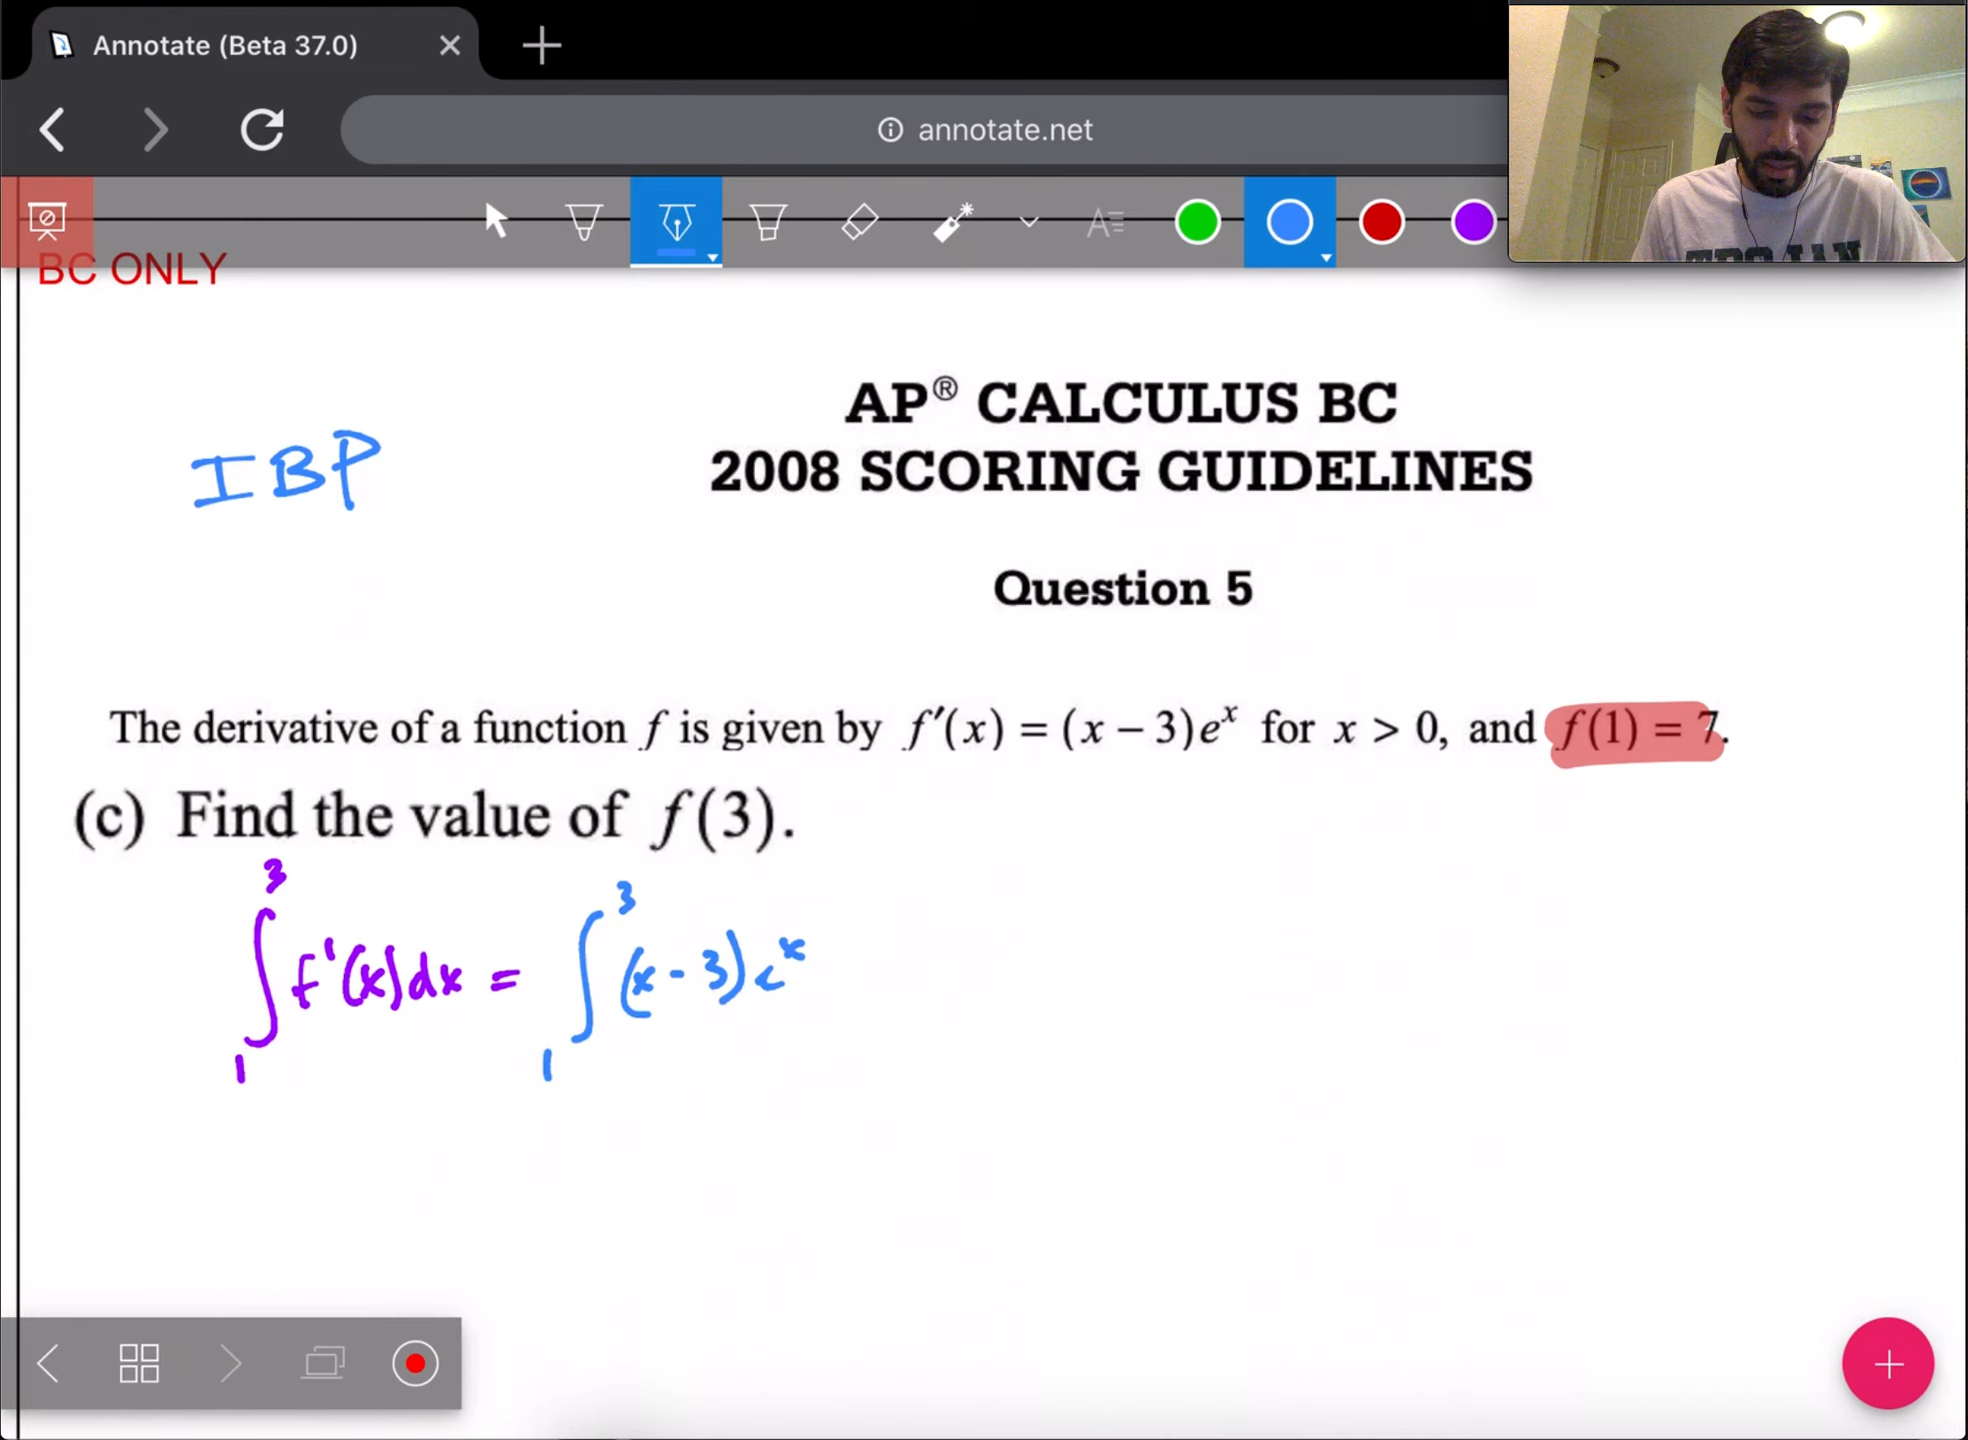 Annotate (Beta 37.0)
annotate.net
BC ONLY
IBP
AP® CALCULUS BC
2008 SCORING GUIDELINES
Question 5
The derivative of a function f is given by f′(x) = (x − 3)eˣ for x > 0, and f(1) = 7.
(c) Find the value of f(3).
∫₁³ f'(x)dx = ∫₁³ (x-3)eˣ